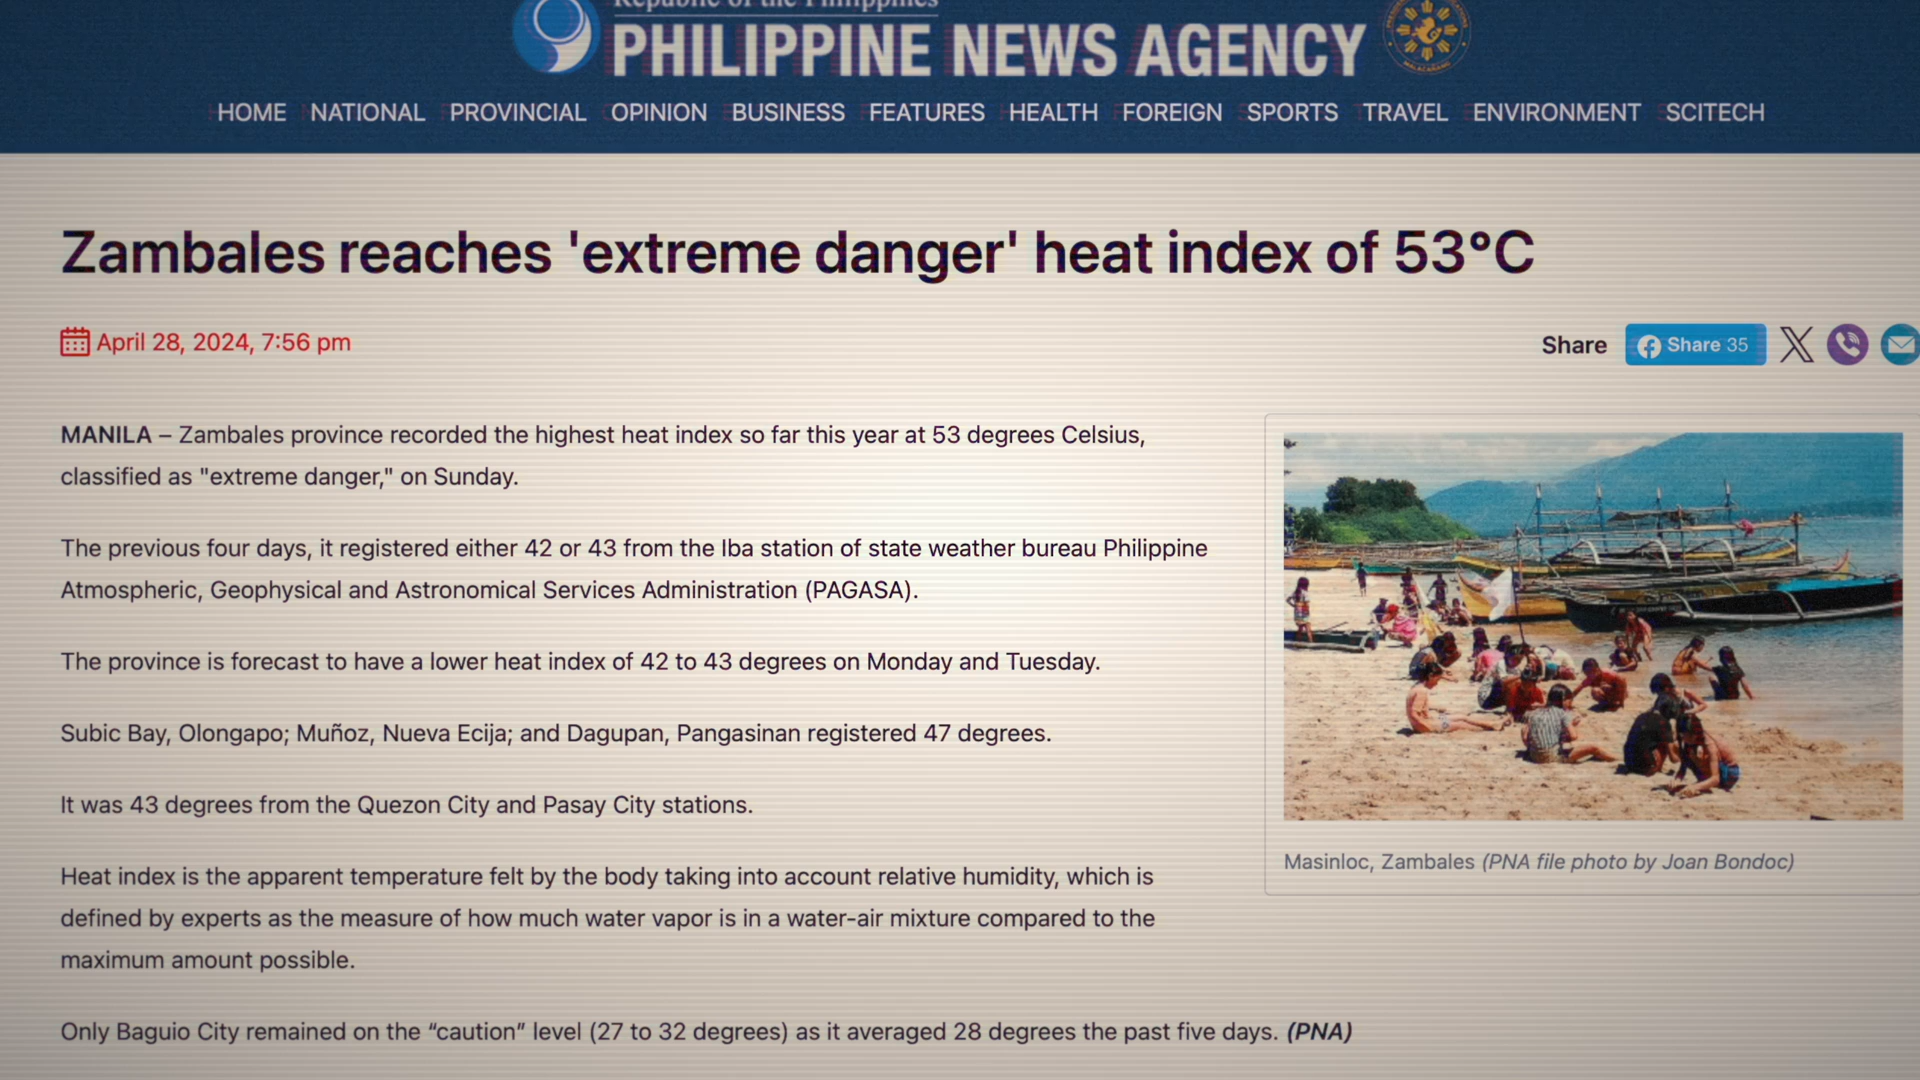 Republic of the Philippines
PHILIPPINE NEWS AGENCY
HOME NATIONAL PROVINCIAL OPINION BUSINESS FEATURES HEALTH FOREIGN SPORTS TRAVEL ENVIRONMENT SCITECH
Zambales reaches 'extreme danger' heat index of 53°C
April 28, 2024, 7:56 pm
Share
Share 35
MANILA – Zambales province recorded the highest heat index so far this year at 53 degrees Celsius,
classified as "extreme danger," on Sunday.
The previous four days, it registered either 42 or 43 from the Iba station of state weather bureau Philippine
Atmospheric, Geophysical and Astronomical Services Administration (PAGASA).
The province is forecast to have a lower heat index of 42 to 43 degrees on Monday and Tuesday.
Subic Bay, Olongapo; Muñoz, Nueva Ecija; and Dagupan, Pangasinan registered 47 degrees.
It was 43 degrees from the Quezon City and Pasay City stations.
Heat index is the apparent temperature felt by the body taking into account relative humidity, which is
defined by experts as the measure of how much water vapor is in a water-air mixture compared to the
maximum amount possible.
Only Baguio City remained on the “caution” level (27 to 32 degrees) as it averaged 28 degrees the past five days. (PNA)
Masinloc, Zambales (PNA file photo by Joan Bondoc)